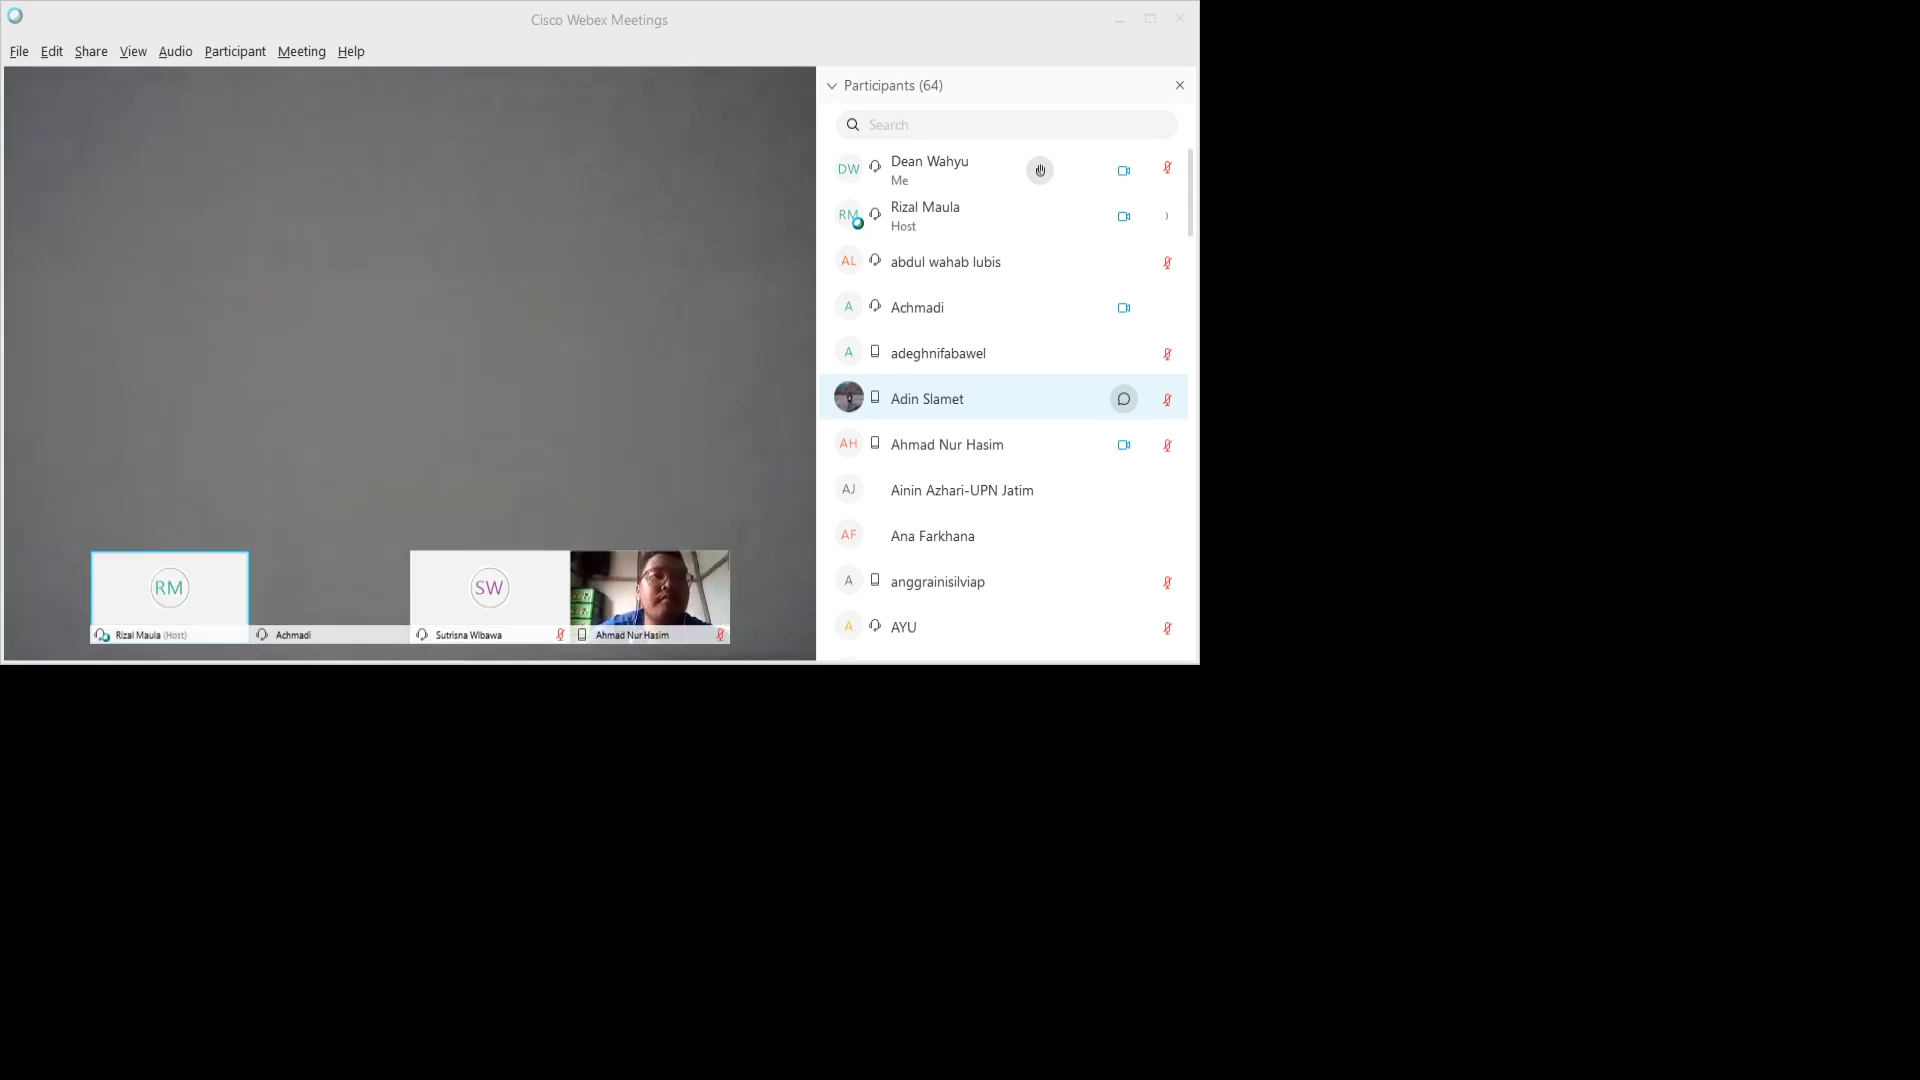 Cisco Webex Meetings
File Edit Share View Audio Participant Meeting Help
Participants (64)
Search
DW Dean Wahyu
Me
RM Rizal Maula
Host
AL abdul wahab lubis
A Achmadi
A adeghnifabawel
Adin Slamet
AH Ahmad Nur Hasim
AJ Ainin Azhari-UPN Jatim
AF Ana Farkhana
A anggrainisilviap
A AYU
RM
Rizal Maula (Host)
Achmadi
SW
Sutrisna WIbawa
Ahmad Nur Hasim